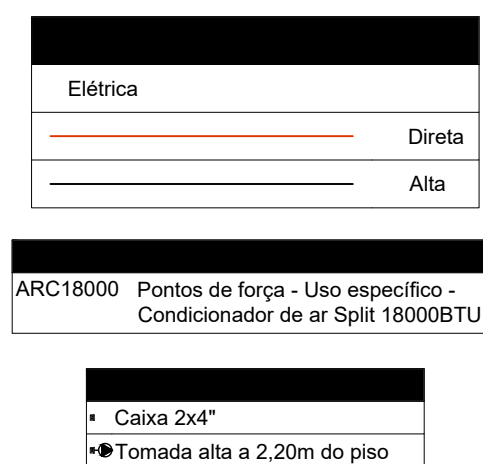 Elétrica
Direta
Alta
ARC18000 Pontos de força - Uso específico -
Condicionador de ar Split 18000BTU
Caixa 2x4"
Tomada alta a 2,20m do piso